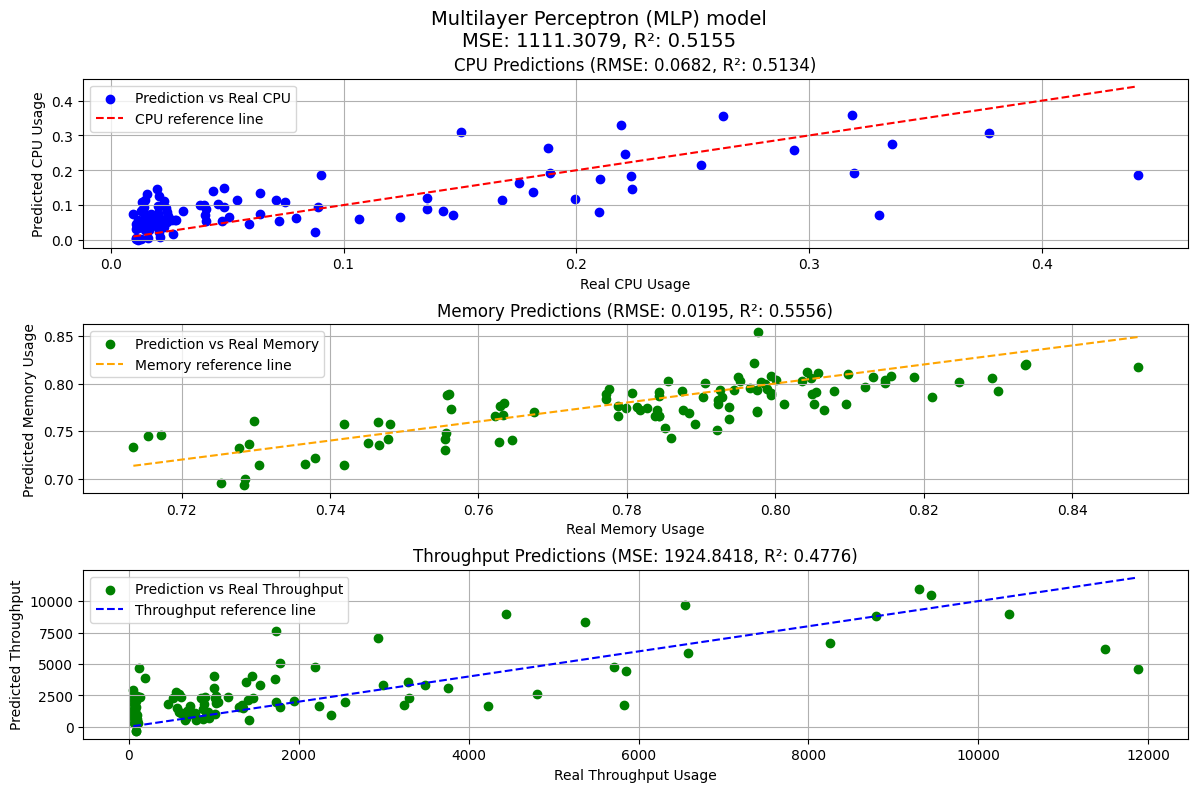 Multilayer Perceptron (MLP) model
MSE: 1111.3079, R²: 0.5155
CPU Predictions (RMSE: 0.0682, R²: 0.5134)
Prediction vs Real CPU
CPU reference line
Predicted CPU Usage
0.4
0.3
0.2
0.1
0.0
0.0 0.1 0.2 0.3 0.4
Real CPU Usage
Memory Predictions (RMSE: 0.0195, R²: 0.5556)
Prediction vs Real Memory
Memory reference line
Predicted Memory Usage
0.85
0.80
0.75
0.70
0.72 0.74 0.76 0.78 0.80 0.82 0.84
Real Memory Usage
Throughput Predictions (MSE: 1924.8418, R²: 0.4776)
Prediction vs Real Throughput
Throughput reference line
Predicted Throughput
10000
7500
5000
2500
0
0 2000 4000 6000 8000 10000 12000
Real Throughput Usage